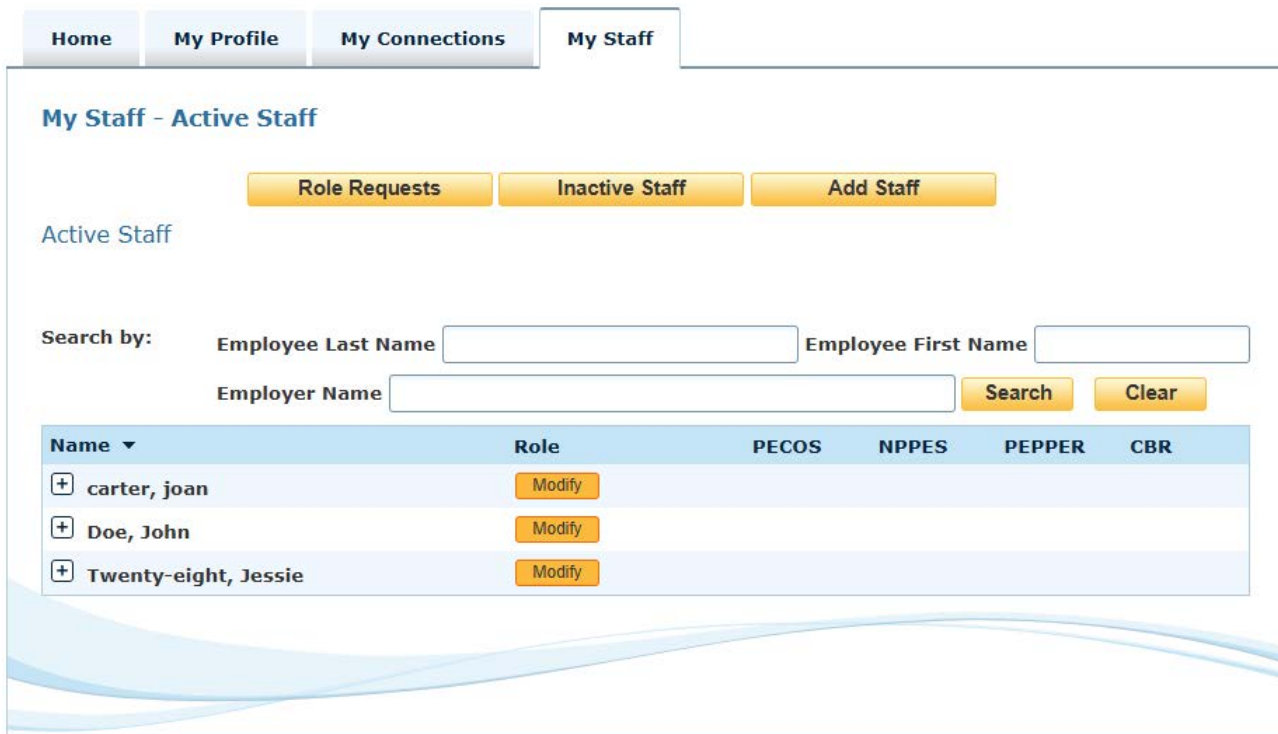 Home My Profile My Connections My Staff
My Staff - Active Staff
Role Requests Inactive Staff Add Staff
Active Staff
Search by: Employee Last Name Employee First Name
Employer Name Search Clear
Name Role PECOS NPPES PEPPER CBR
carter, joan Modify
Doe, John Modify
Twenty-eight, Jessie Modify